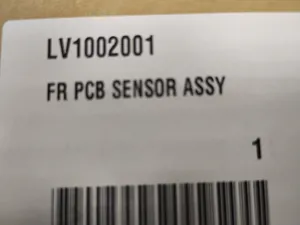 LV1002001
FR PCB SENSOR ASSY
1